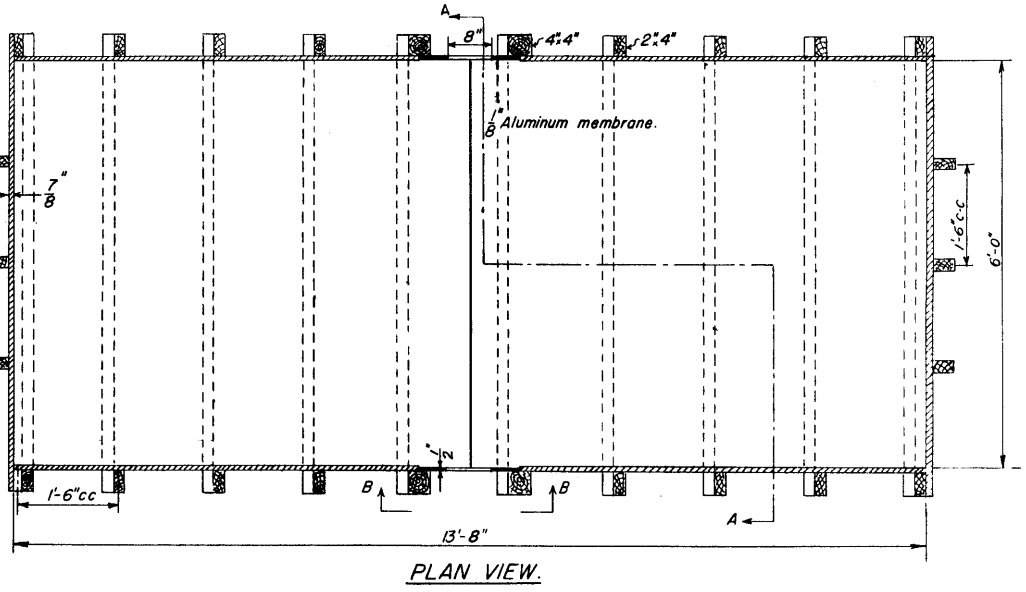 A
8"
4"x4"
2"x4"
1/8" Aluminum membrane.
7/8"
1'-6"c-c
6'-0"
1"/2
B
B
1'-6"cc
A
13'-8"
PLAN VIEW.